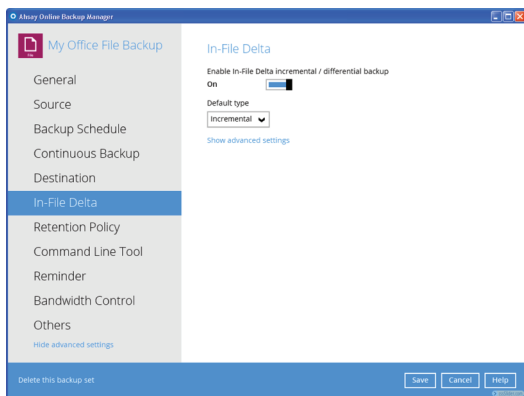 Ahsay Online Backup Manager
My Office File Backup
File
General
Source
Backup Schedule
Continuous Backup
Destination
In-File Delta
Retention Policy
Command Line Tool
Reminder
Bandwidth Control
Others
Hide advanced settings
In-File Delta
Enable In-File Delta incremental / differential backup
On
Default type
Incremental
Show advanced settings
Delete this backup set
Save
Cancel
Help